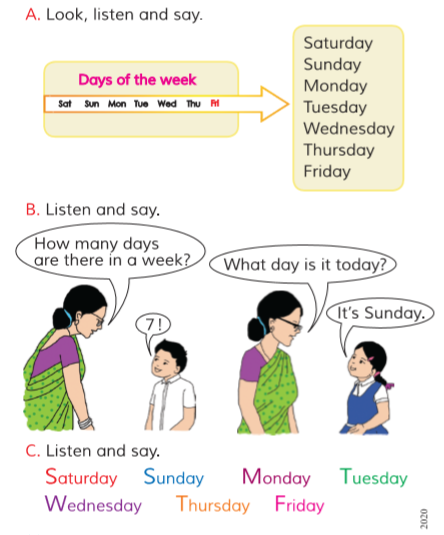 A. Look, listen and say.
Days of the week
Sat Sun Mon Tue Wed Thu Fri
Saturday
Sunday
Monday
Tuesday
Wednesday
Thursday
Friday
B. Listen and say.
How many days
are there in a week?
7!
What day is it today?
It's Sunday.
C. Listen and say.
Saturday Sunday Monday Tuesday
Wednesday Thursday Friday
2020